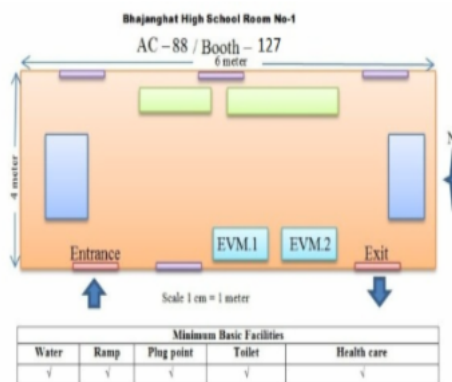 Bhajanghat High School Room No-1
AC – 88 / Booth – 127
6 meter
4 meter
N
EVM.1 EVM.2
Entrance Exit
Scale 1 cm = 1 meter
Minimum Basic Facilities
Water Ramp Plug point Toilet Health care
√ √ √ √ √